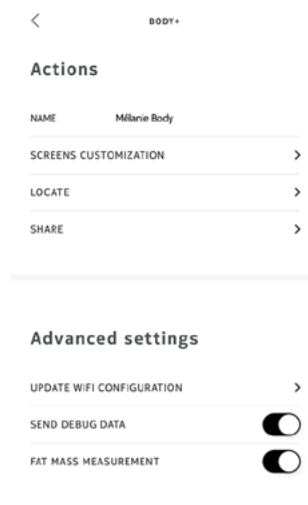 BODY+
Actions
NAME Mélanie Body
SCREENS CUSTOMIZATION
LOCATE
SHARE
Advanced settings
UPDATE WIFI CONFIGURATION
SEND DEBUG DATA
FAT MASS MEASUREMENT